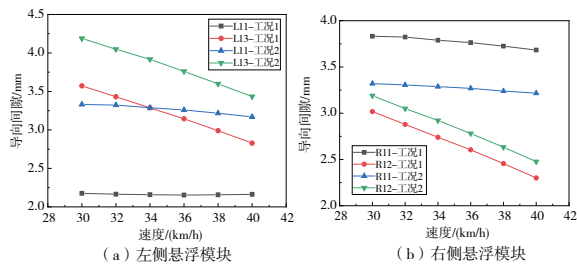 4.5
4.0
3.5
3.0
2.5
2.0
导向间隙/mm
L11-工况1
L13-工况1
L11-工况2
L13-工况2
28 30 32 34 36 38 40 42
速度/(km/h)
(a)左侧悬浮模块
4.0
3.5
3.0
2.5
2.0
导向间隙/mm
R11-工况1
R12-工况1
R11-工况2
R12-工况2
28 30 32 34 36 38 40 42
速度/(km/h)
(b)右侧悬浮模块